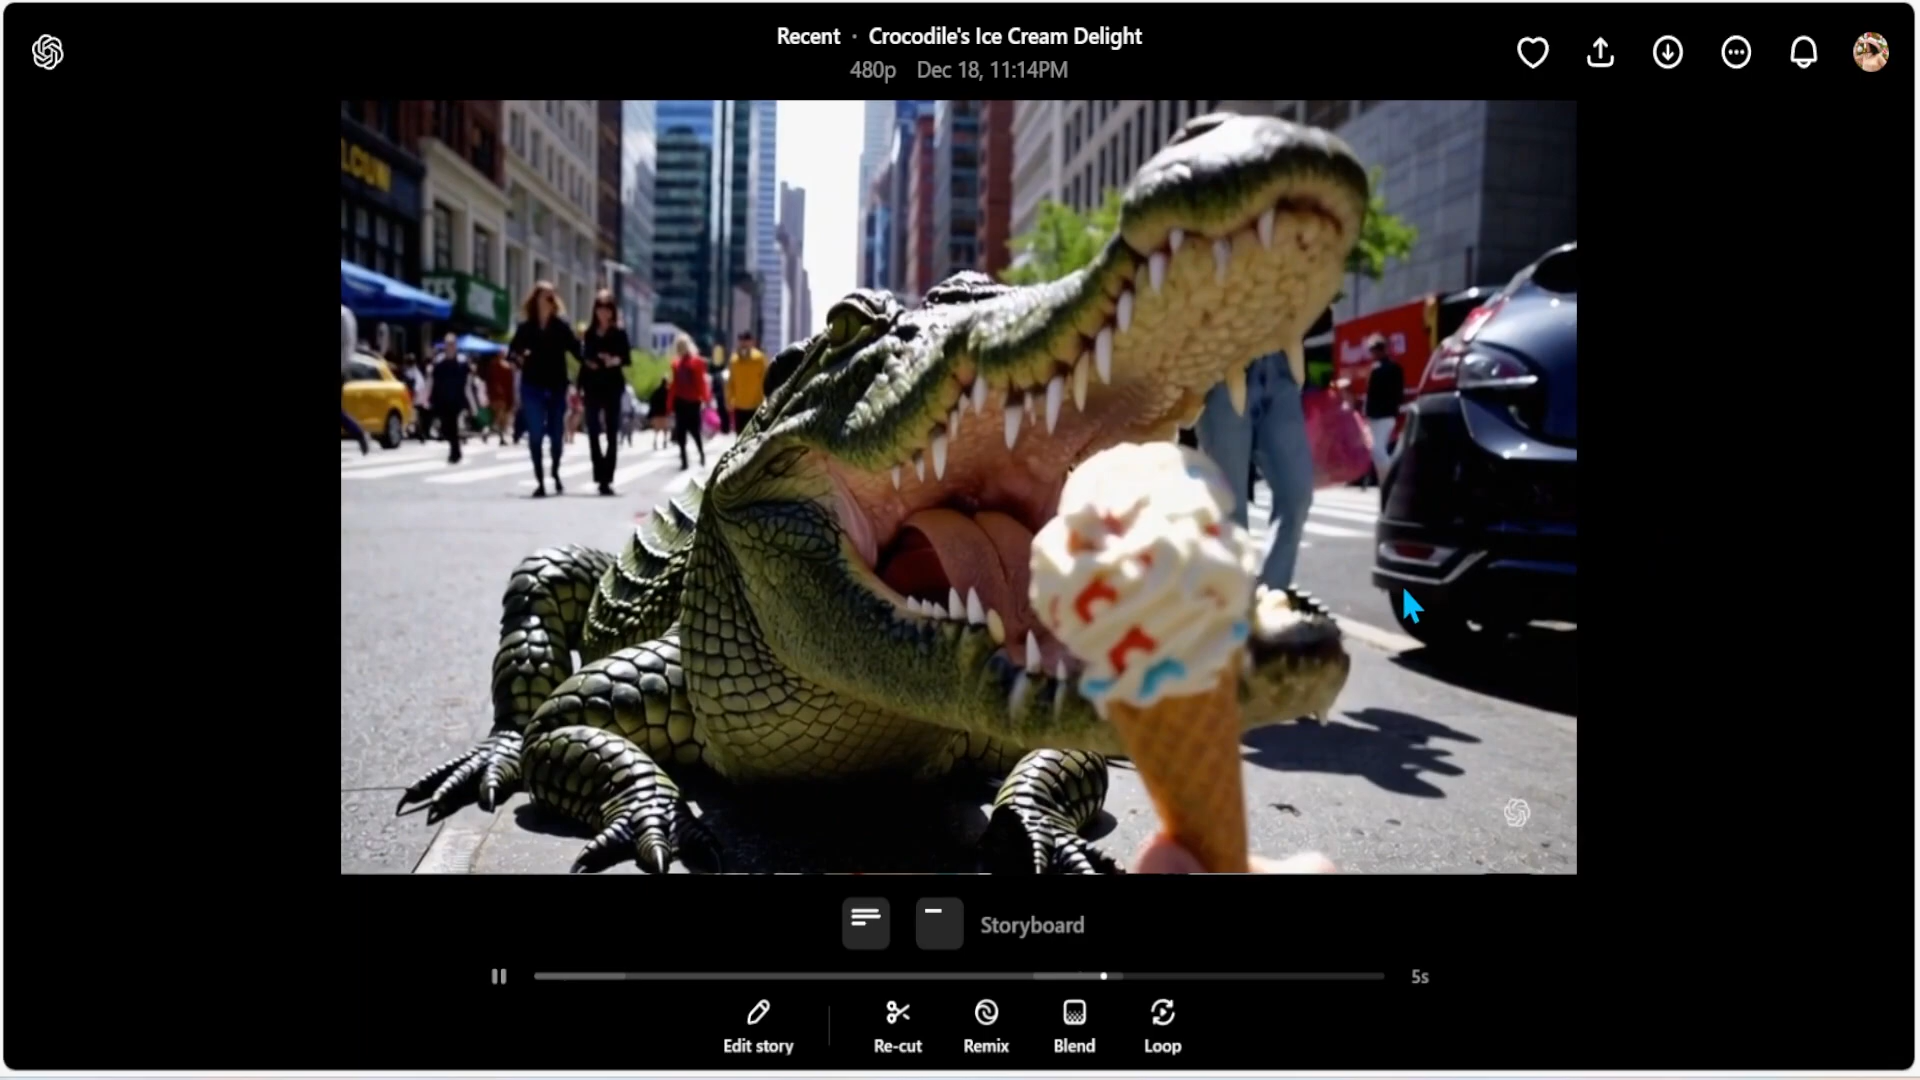 Recent · Crocodile's Ice Cream Delight
480p Dec 18, 11:14PM
Storyboard
5s
Edit story
Re-cut
Remix
Blend
Loop